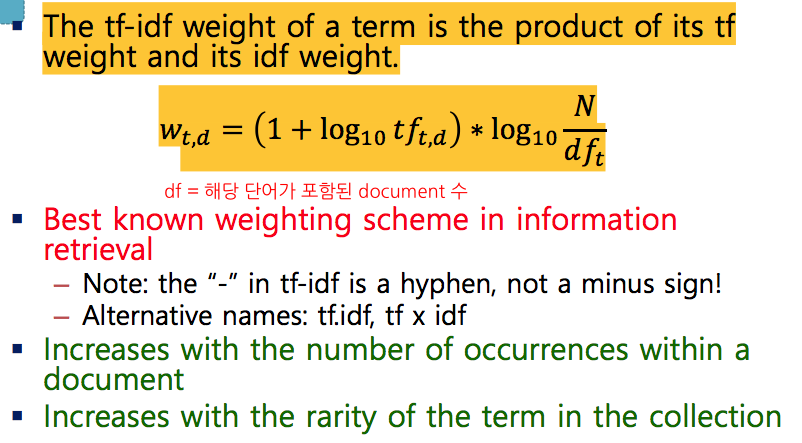 ▪ The tf-idf weight of a term is the product of its tf
weight and its idf weight.
w_{t,d} = (1 + log_{10} tf_{t,d}) * log_{10} \frac{N}{df_t}
df = 해당 단어가 포함된 document 수
▪ Best known weighting scheme in information
retrieval
– Note: the “-” in tf-idf is a hyphen, not a minus sign!
– Alternative names: tf.idf, tf x idf
▪ Increases with the number of occurrences within a
document
▪ Increases with the rarity of the term in the collection